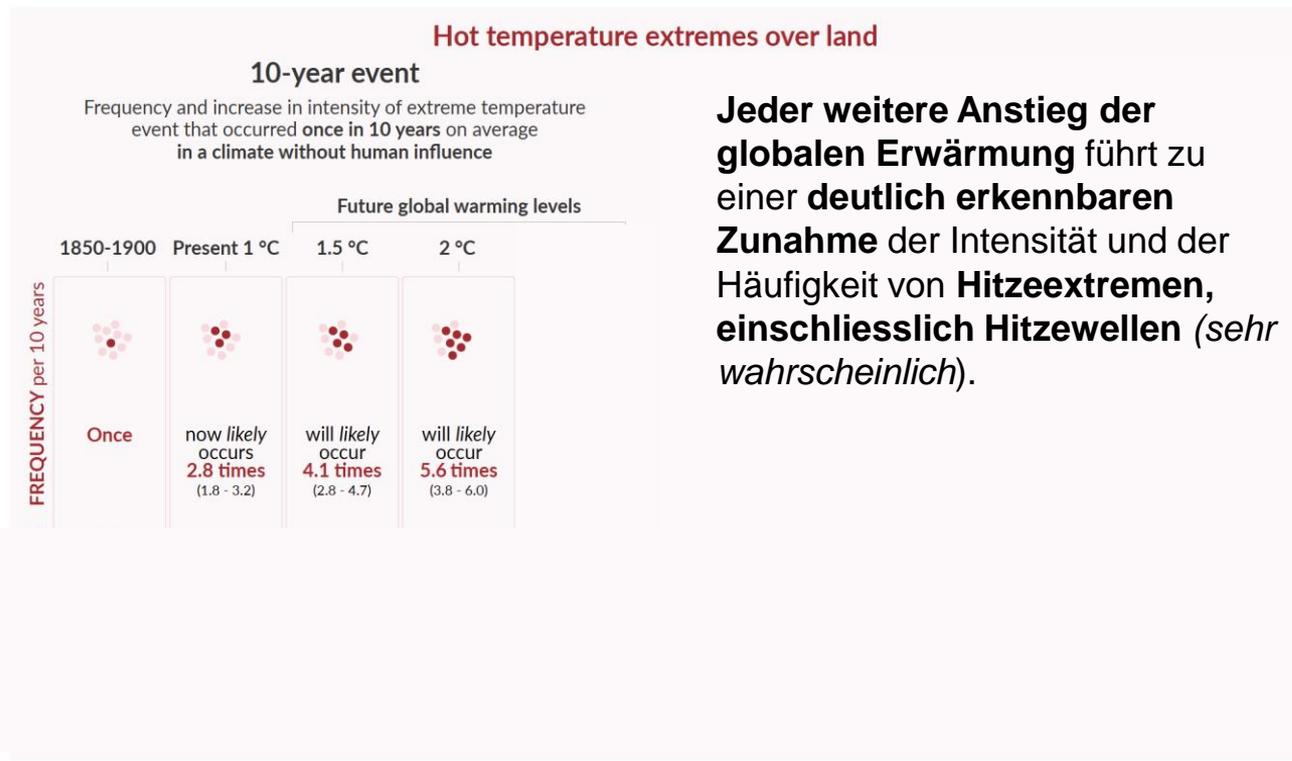 Hot temperature extremes over land
10-year event
Frequency and increase in intensity of extreme temperature
event that occurred once in 10 years on average
in a climate without human influence
Future global warming levels
1850-1900 Present 1 °C 1.5 °C 2 °C
FREQUENCY per 10 years
Once
now likely
occurs
2.8 times
(1.8 - 3.2)
will likely
occur
4.1 times
(2.8 - 4.7)
will likely
occur
5.6 times
(3.8 - 6.0)
Jeder weitere Anstieg der
globalen Erwärmung führt zu
einer deutlich erkennbaren
Zunahme der Intensität und der
Häufigkeit von Hitzeextremen,
einschliesslich Hitzewellen (sehr
wahrscheinlich).